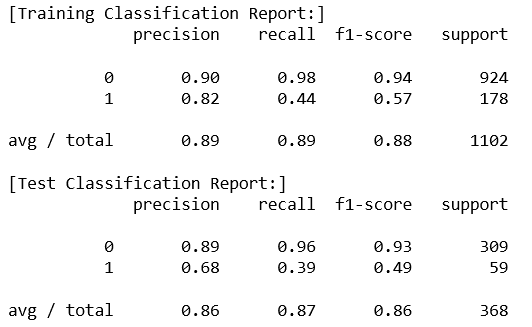 [Training Classification Report:]
precision recall f1-score support
0 0.90 0.98 0.94 924
1 0.82 0.44 0.57 178
avg / total 0.89 0.89 0.88 1102
[Test Classification Report:]
precision recall f1-score support
0 0.89 0.96 0.93 309
1 0.68 0.39 0.49 59
avg / total 0.86 0.87 0.86 368